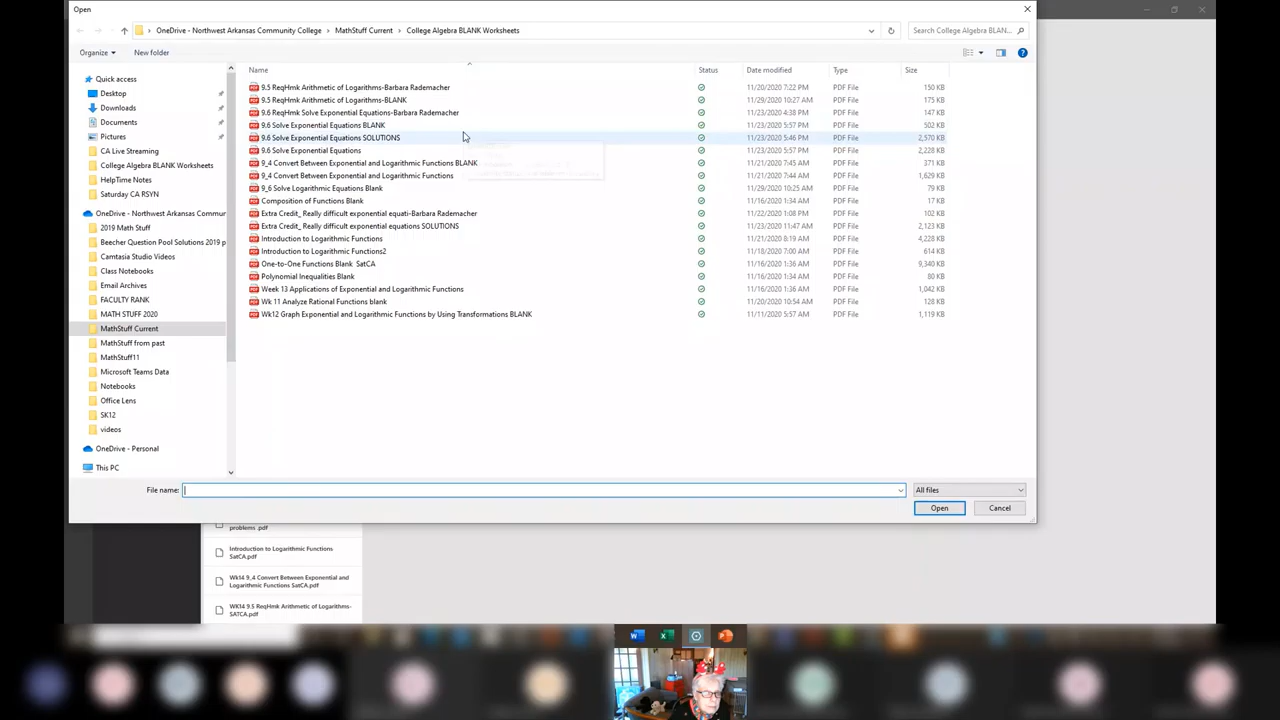 Open
OneDrive - Northwest Arkansas Community College > MathStuff Current > College Algebra BLANK Worksheets
Search College Algebra BLAN...
Organize
New folder
Name
Status
Date modified
Type
Size
Quick access
Desktop
Downloads
Documents
Pictures
CA Live Streaming
College Algebra BLANK Worksheets
HelpTime Notes
Saturday CA RSYN
OneDrive - Northwest Arkansas Commun
2019 Math Stuff
Beecher Question Pool Solutions 2019 p
Camtasia Studio Videos
Class Notebooks
Email Archives
FACULTY RANK
MATH STUFF 2020
MathStuff Current
MathStuff from past
MathStuff11
Microsoft Teams Data
Notebooks
Office Lens
SK12
videos
OneDrive - Personal
This PC
9.5 ReqHmk Arithmetic of Logarithms-Barbara Rademacher 11/20/2020 7:22 PM PDF File 150 KB
9.5 ReqHmk Arithmetic of Logarithms-BLANK 11/29/2020 10:27 AM PDF File 175 KB
9.6 ReqHmk Solve Exponential Equations-Barbara Rademacher 11/23/2020 4:38 PM PDF File 147 KB
9.6 Solve Exponential Equations BLANK 11/23/2020 5:57 PM PDF File 502 KB
9.6 Solve Exponential Equations SOLUTIONS 11/23/2020 5:46 PM PDF File 2,570 KB
9.6 Solve Exponential Equations 11/23/2020 5:57 PM PDF File 2,228 KB
9_4 Convert Between Exponential and Logarithmic Functions BLANK 11/21/2020 7:45 AM PDF File 371 KB
9_4 Convert Between Exponential and Logarithmic Functions 11/21/2020 7:44 AM PDF File 1,629 KB
9_6 Solve Logarithmic Equations Blank 11/29/2020 10:25 AM PDF File 79 KB
Composition of Functions Blank 11/16/2020 1:34 AM PDF File 17 KB
Extra Credit_ Really difficult exponential equati-Barbara Rademacher 11/22/2020 1:08 PM PDF File 102 KB
Extra Credit_ Really difficult exponential equations SOLUTIONS 11/23/2020 11:47 AM PDF File 2,123 KB
Introduction to Logarithmic Functions 11/21/2020 8:19 AM PDF File 4,228 KB
Introduction to Logarithmic Functions2 11/18/2020 7:00 AM PDF File 614 KB
One-to-One Functions Blank SatCA 11/16/2020 1:34 AM PDF File 9,340 KB
Polynomial Inequalities Blank 11/16/2020 1:34 AM PDF File 80 KB
Week 13 Applications of Exponential and Logarithmic Functions 11/16/2020 1:36 AM PDF File 1,042 KB
Wk 11 Analyze Rational Functions blank 11/20/2020 10:54 AM PDF File 128 KB
Wk12 Graph Exponential and Logarithmic Functions by Using Transformations BLANK 11/11/2020 5:57 AM PDF File 1,119 KB
File name:
All files
Open
Cancel
problems .pdf
Introduction to Logarithmic Functions
SatCA.pdf
Wk14 9_4 Convert Between Exponential and
Logarithmic Functions SatCA.pdf
WK14 9.5 ReqHmk Arithmetic of Logarithms-
SATCA.pdf